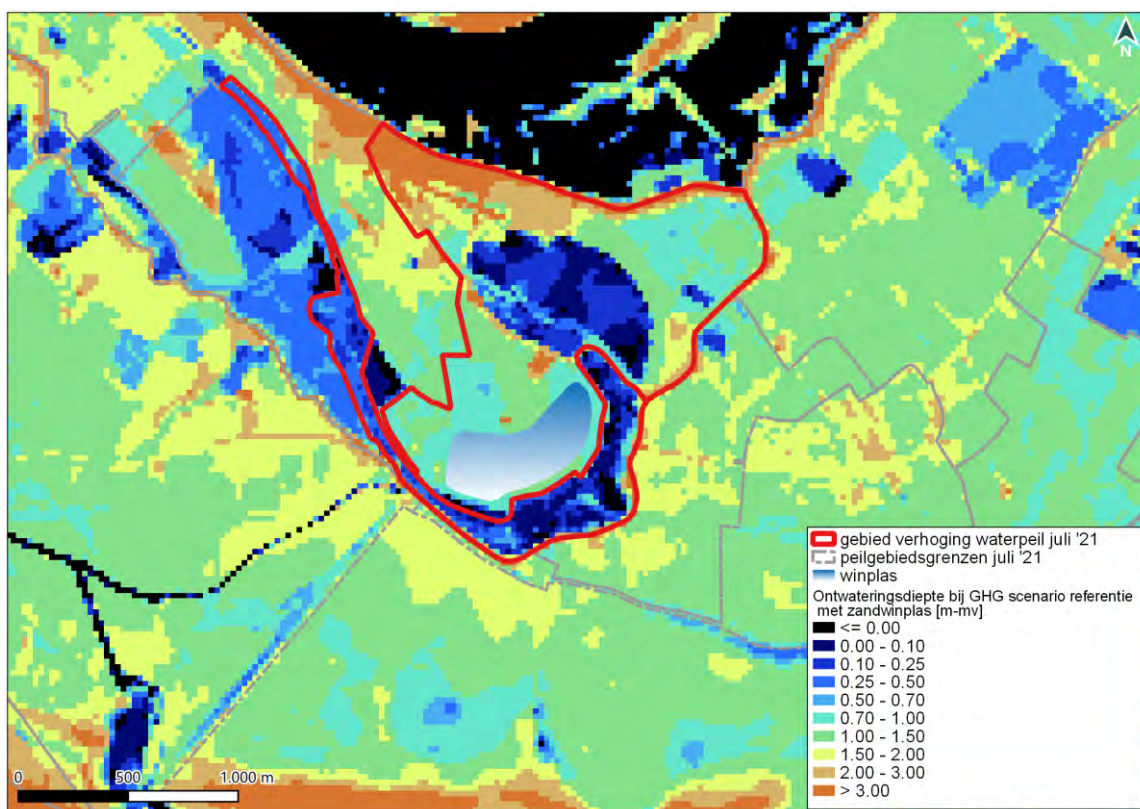 N
gebied verhoging waterpeil juli '21
peilgebiedsgrenzen juli '21
winplas
Ontwateringsdiepte bij GHG scenario referentie
met zandwinplas [m-mv]
<= 0.00
0.00 - 0.10
0.10 - 0.25
0.25 - 0.50
0.50 - 0.70
0.70 - 1.00
1.00 - 1.50
1.50 - 2.00
2.00 - 3.00
> 3.00
0 500 1.000 m